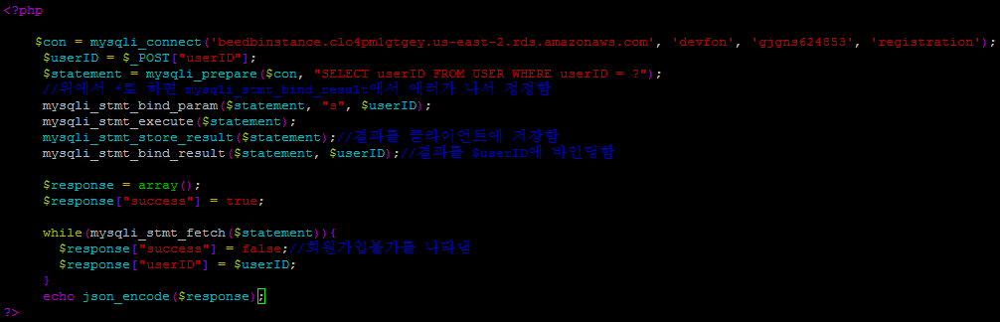 <?php
$con = mysqli_connect('beedbinstance.clo4pmlgtgey.us-east-2.rds.amazonaws.com', 'devfon', 'gjgns624853', 'registration');
$userID = $_POST["userID"];
$statement = mysqli_prepare($con, "SELECT userID FROM USER WHERE userID = ?");
//위에서 *로 하면 mysqli_stmt_bind_result에서 에러가 나서 정정함
mysqli_stmt_bind_param($statement, "s", $userID);
mysqli_stmt_execute($statement);
mysqli_stmt_store_result($statement);//결과를 클라이언트에 저장함
mysqli_stmt_bind_result($statement, $userID);//결과를 $userID에 바인딩함
$response = array();
$response["success"] = true;
while(mysqli_stmt_fetch($statement)){
$response["success"] = false;//회원가입불가를 나타냄
$response["userID"] = $userID;
}
echo json_encode($response);
?>